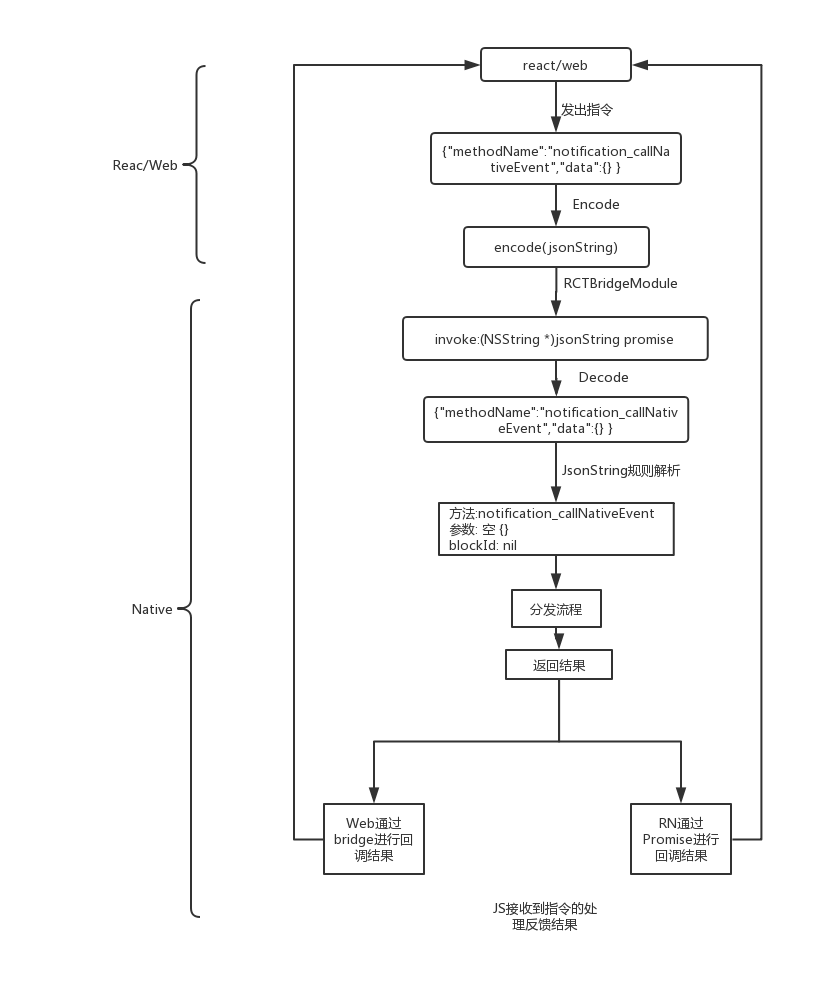 react/web
发出指令
{"methodName":"notification_callNa
tiveEvent","data":{} }
Reac/Web
Encode
encode(jsonString)
RCTBridgeModule
invoke:(NSString *)jsonString promise
Decode
{"methodName":"notification_callNativ
eEvent","data":{} }
JsonString规则解析
方法:notification_callNativeEvent
参数: 空 {}
blockId: nil
分发流程
Native
返回结果
Web通过
bridge进行回
调结果
RN通过
Promise进行
回调结果
JS接收到指令的处
理反馈结果